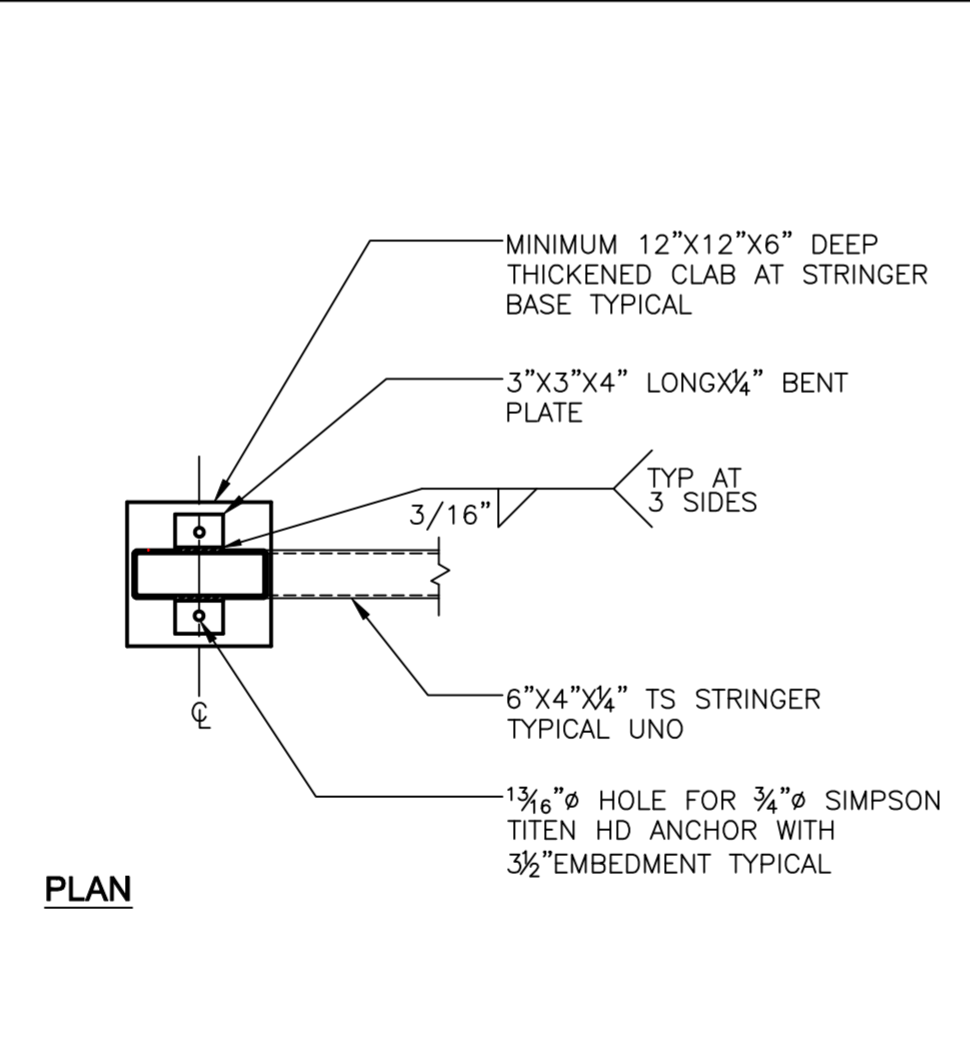 MINIMUM 12"X12"X6" DEEP
THICKENED CLAB AT STRINGER
BASE TYPICAL
3"X3"X4" LONGX¼" BENT
PLATE
3/16"
TYP AT
3 SIDES
6"X4"X¼" TS STRINGER
TYPICAL UNO
℄
13⁄16"ø HOLE FOR ¾"ø SIMPSON
TITEN HD ANCHOR WITH
3½"EMBEDMENT TYPICAL
PLAN